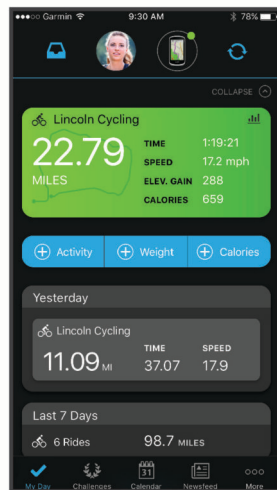 Garmin 9:30 AM 78%
COLLAPSE
Lincoln Cycling
22.79
MILES
TIME 1:19:21
SPEED 17.2 mph
ELEV. GAIN 288
CALORIES 659
Activity Weight Calories
Yesterday
Lincoln Cycling
11.09 MI
TIME SPEED
37.07 17.9
Last 7 Days
6 Rides 98.7 MILES
31
My Day Challenges Calendar Newsfeed More